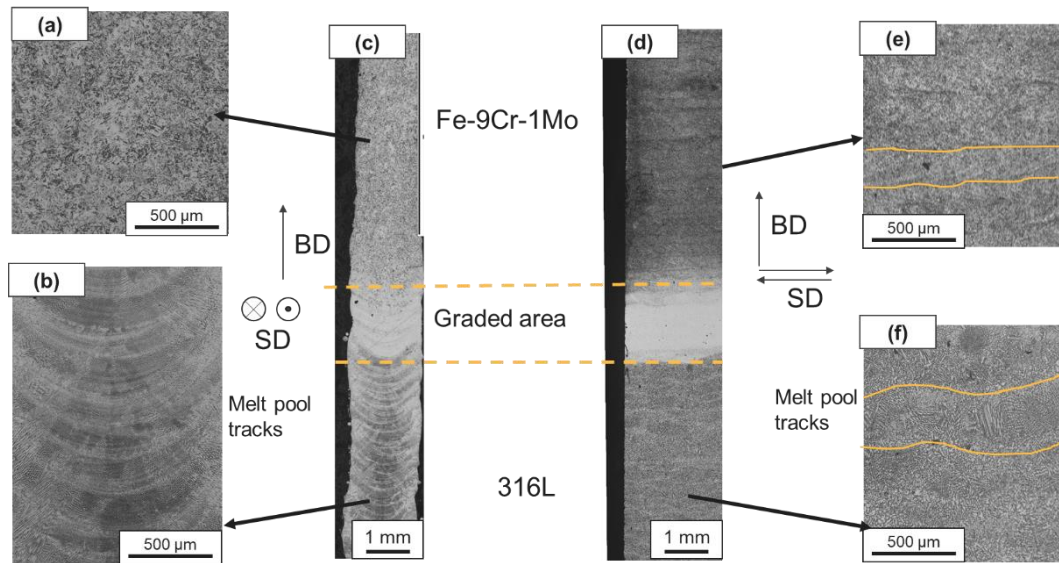 (a)
500 µm
(b)
500 µm
BD
SD
Melt pool
tracks
(c)
1 mm
Fe-9Cr-1Mo
Graded area
316L
(d)
1 mm
BD
SD
Melt pool
tracks
(e)
500 µm
(f)
500 µm